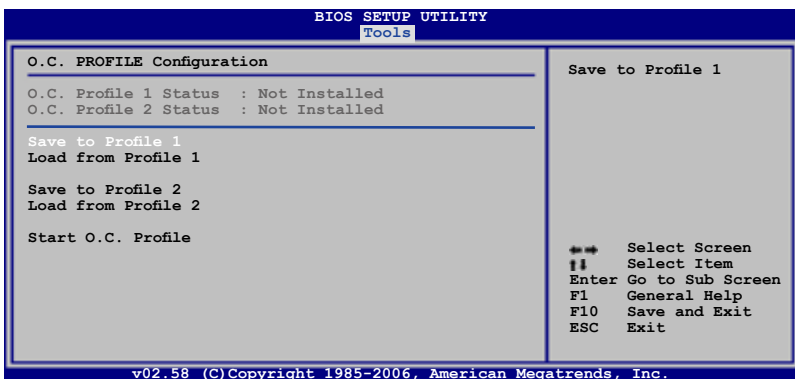 BIOS SETUP UTILITY
Tools
O.C. PROFILE Configuration
O.C. Profile 1 Status : Not Installed
O.C. Profile 2 Status : Not Installed
Save to Profile 1
Load from Profile 1
Save to Profile 2
Load from Profile 2
Start O.C. Profile
Save to Profile 1
Select Screen
Select Item
Enter Go to Sub Screen
F1 General Help
F10 Save and Exit
ESC Exit
v02.58 (C)Copyright 1985-2006, American Megatrends, Inc.